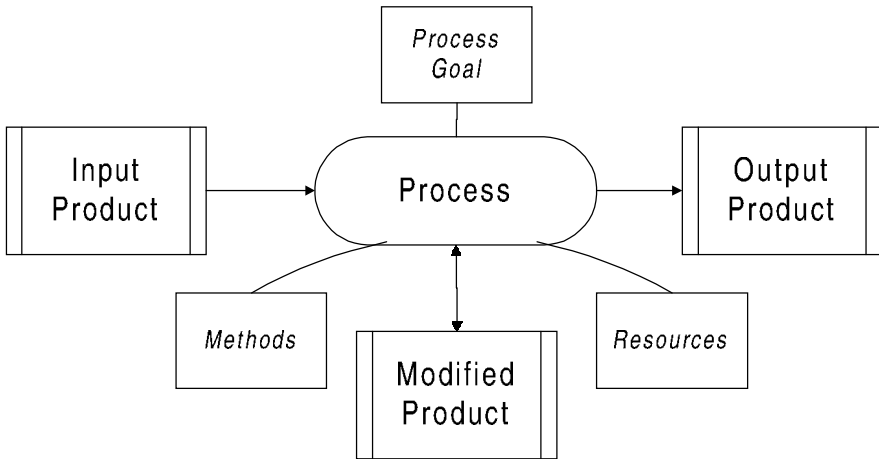 Process
Goal
Input
Product
Process
Output
Product
Methods
Resources
Modified
Product